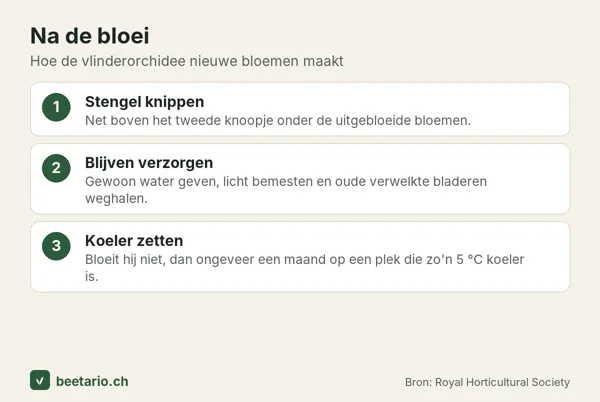 Na de bloei
Hoe de vlinderorchidee nieuwe bloemen maakt
1
Stengel knippen
Net boven het tweede knoopje onder de uitgebloeide bloemen.
2
Blijven verzorgen
Gewoon water geven, licht bemesten en oude verwelkte bladeren
weghalen.
3
Koeler zetten
Bloeit hij niet, dan ongeveer een maand op een plek die zo'n 5 °C koeler
is.
beetario.ch
Bron: Royal Horticultural Society